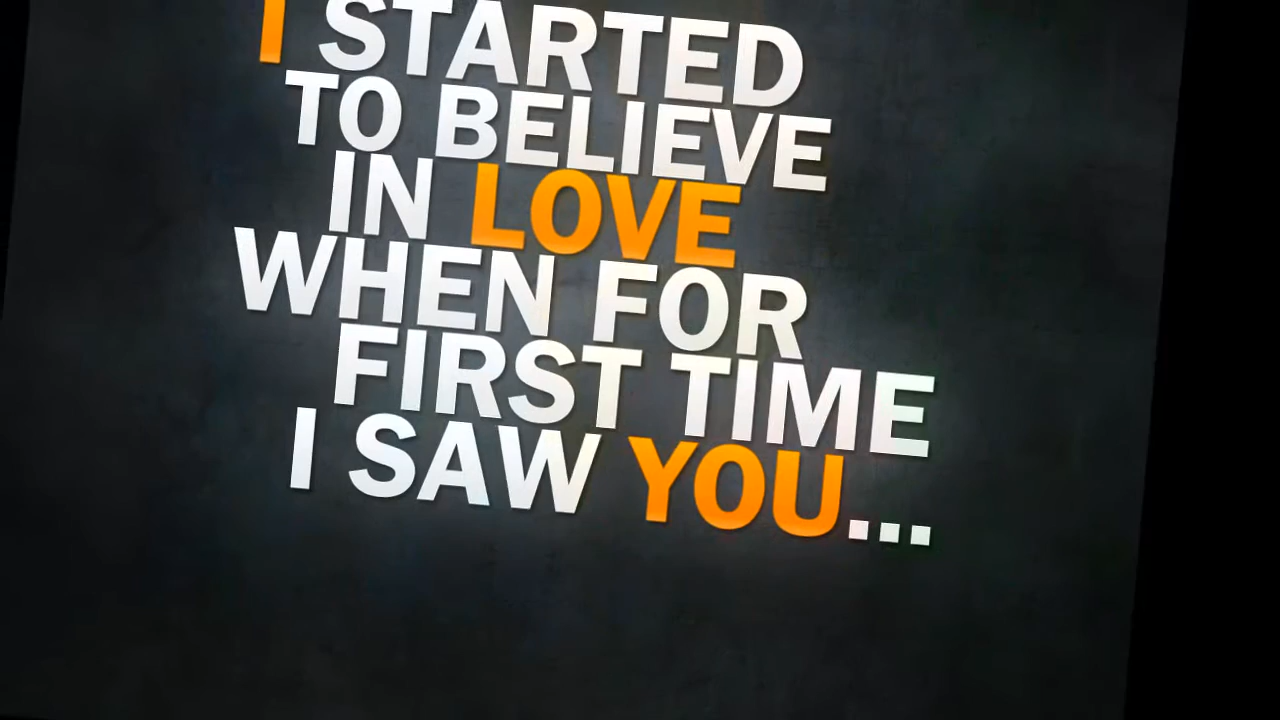 I STARTED
TO BELIEVE
IN LOVE
WHEN FOR
FIRST TIME
I SAW YOU...